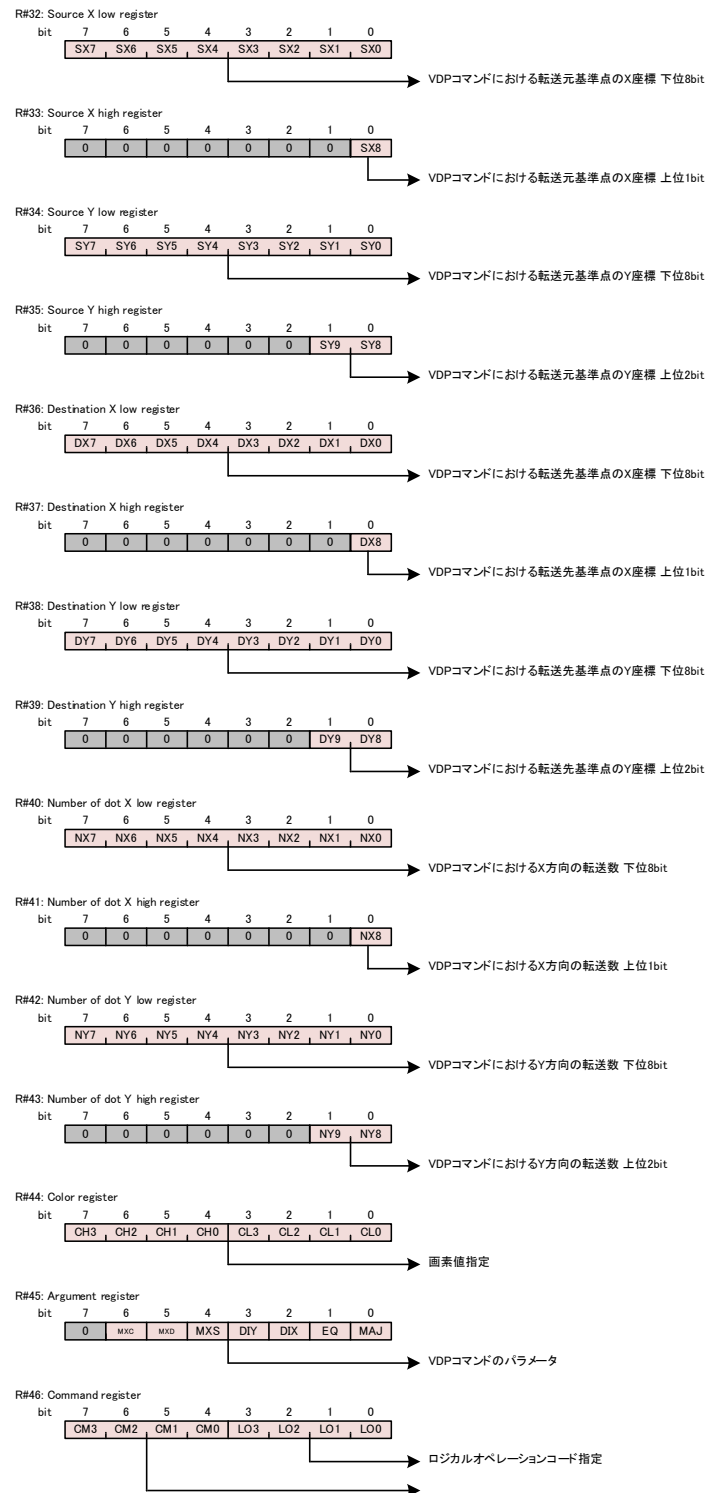 R#32: Source X low register
bit 7 6 5 4 3 2 1 0
SX7 SX6 SX5 SX4 SX3 SX2 SX1 SX0
VDPコマンドにおける転送元基準点のX座標 下位8bit
R#33: Source X high register
bit 7 6 5 4 3 2 1 0
0 0 0 0 0 0 0 SX8
VDPコマンドにおける転送元基準点のX座標 上位1bit
R#34: Source Y low register
bit 7 6 5 4 3 2 1 0
SY7 SY6 SY5 SY4 SY3 SY2 SY1 SY0
VDPコマンドにおける転送元基準点のY座標 下位8bit
R#35: Source Y high register
bit 7 6 5 4 3 2 1 0
0 0 0 0 0 0 SY9 SY8
VDPコマンドにおける転送元基準点のY座標 上位2bit
R#36: Destination X low register
bit 7 6 5 4 3 2 1 0
DX7 DX6 DX5 DX4 DX3 DX2 DX1 DX0
VDPコマンドにおける転送先基準点のX座標 下位8bit
R#37: Destination X high register
bit 7 6 5 4 3 2 1 0
0 0 0 0 0 0 0 DX8
VDPコマンドにおける転送先基準点のX座標 上位1bit
R#38: Destination Y low register
bit 7 6 5 4 3 2 1 0
DY7 DY6 DY5 DY4 DY3 DY2 DY1 DY0
VDPコマンドにおける転送先基準点のY座標 下位8bit
R#39: Destination Y high register
bit 7 6 5 4 3 2 1 0
0 0 0 0 0 0 DY9 DY8
VDPコマンドにおける転送先基準点のY座標 上位2bit
R#40: Number of dot X low register
bit 7 6 5 4 3 2 1 0
NX7 NX6 NX5 NX4 NX3 NX2 NX1 NX0
VDPコマンドにおけるX方向の転送数 下位8bit
R#41: Number of dot X high register
bit 7 6 5 4 3 2 1 0
0 0 0 0 0 0 0 NX8
VDPコマンドにおけるX方向の転送数 上位1bit
R#42: Number of dot Y low register
bit 7 6 5 4 3 2 1 0
NY7 NY6 NY5 NY4 NY3 NY2 NY1 NY0
VDPコマンドにおけるY方向の転送数 下位8bit
R#43: Number of dot Y high register
bit 7 6 5 4 3 2 1 0
0 0 0 0 0 0 NY9 NY8
VDPコマンドにおけるY方向の転送数 上位2bit
R#44: Color register
bit 7 6 5 4 3 2 1 0
CH3 CH2 CH1 CH0 CL3 CL2 CL1 CL0
画素値指定
R#45: Argument register
bit 7 6 5 4 3 2 1 0
0 MXC MXD MXS DIY DIX EQ MAJ
VDPコマンドのパラメータ
R#46: Command register
bit 7 6 5 4 3 2 1 0
CM3 CM2 CM1 CM0 LO3 LO2 LO1 LO0
ロジカルオペレーションコード指定